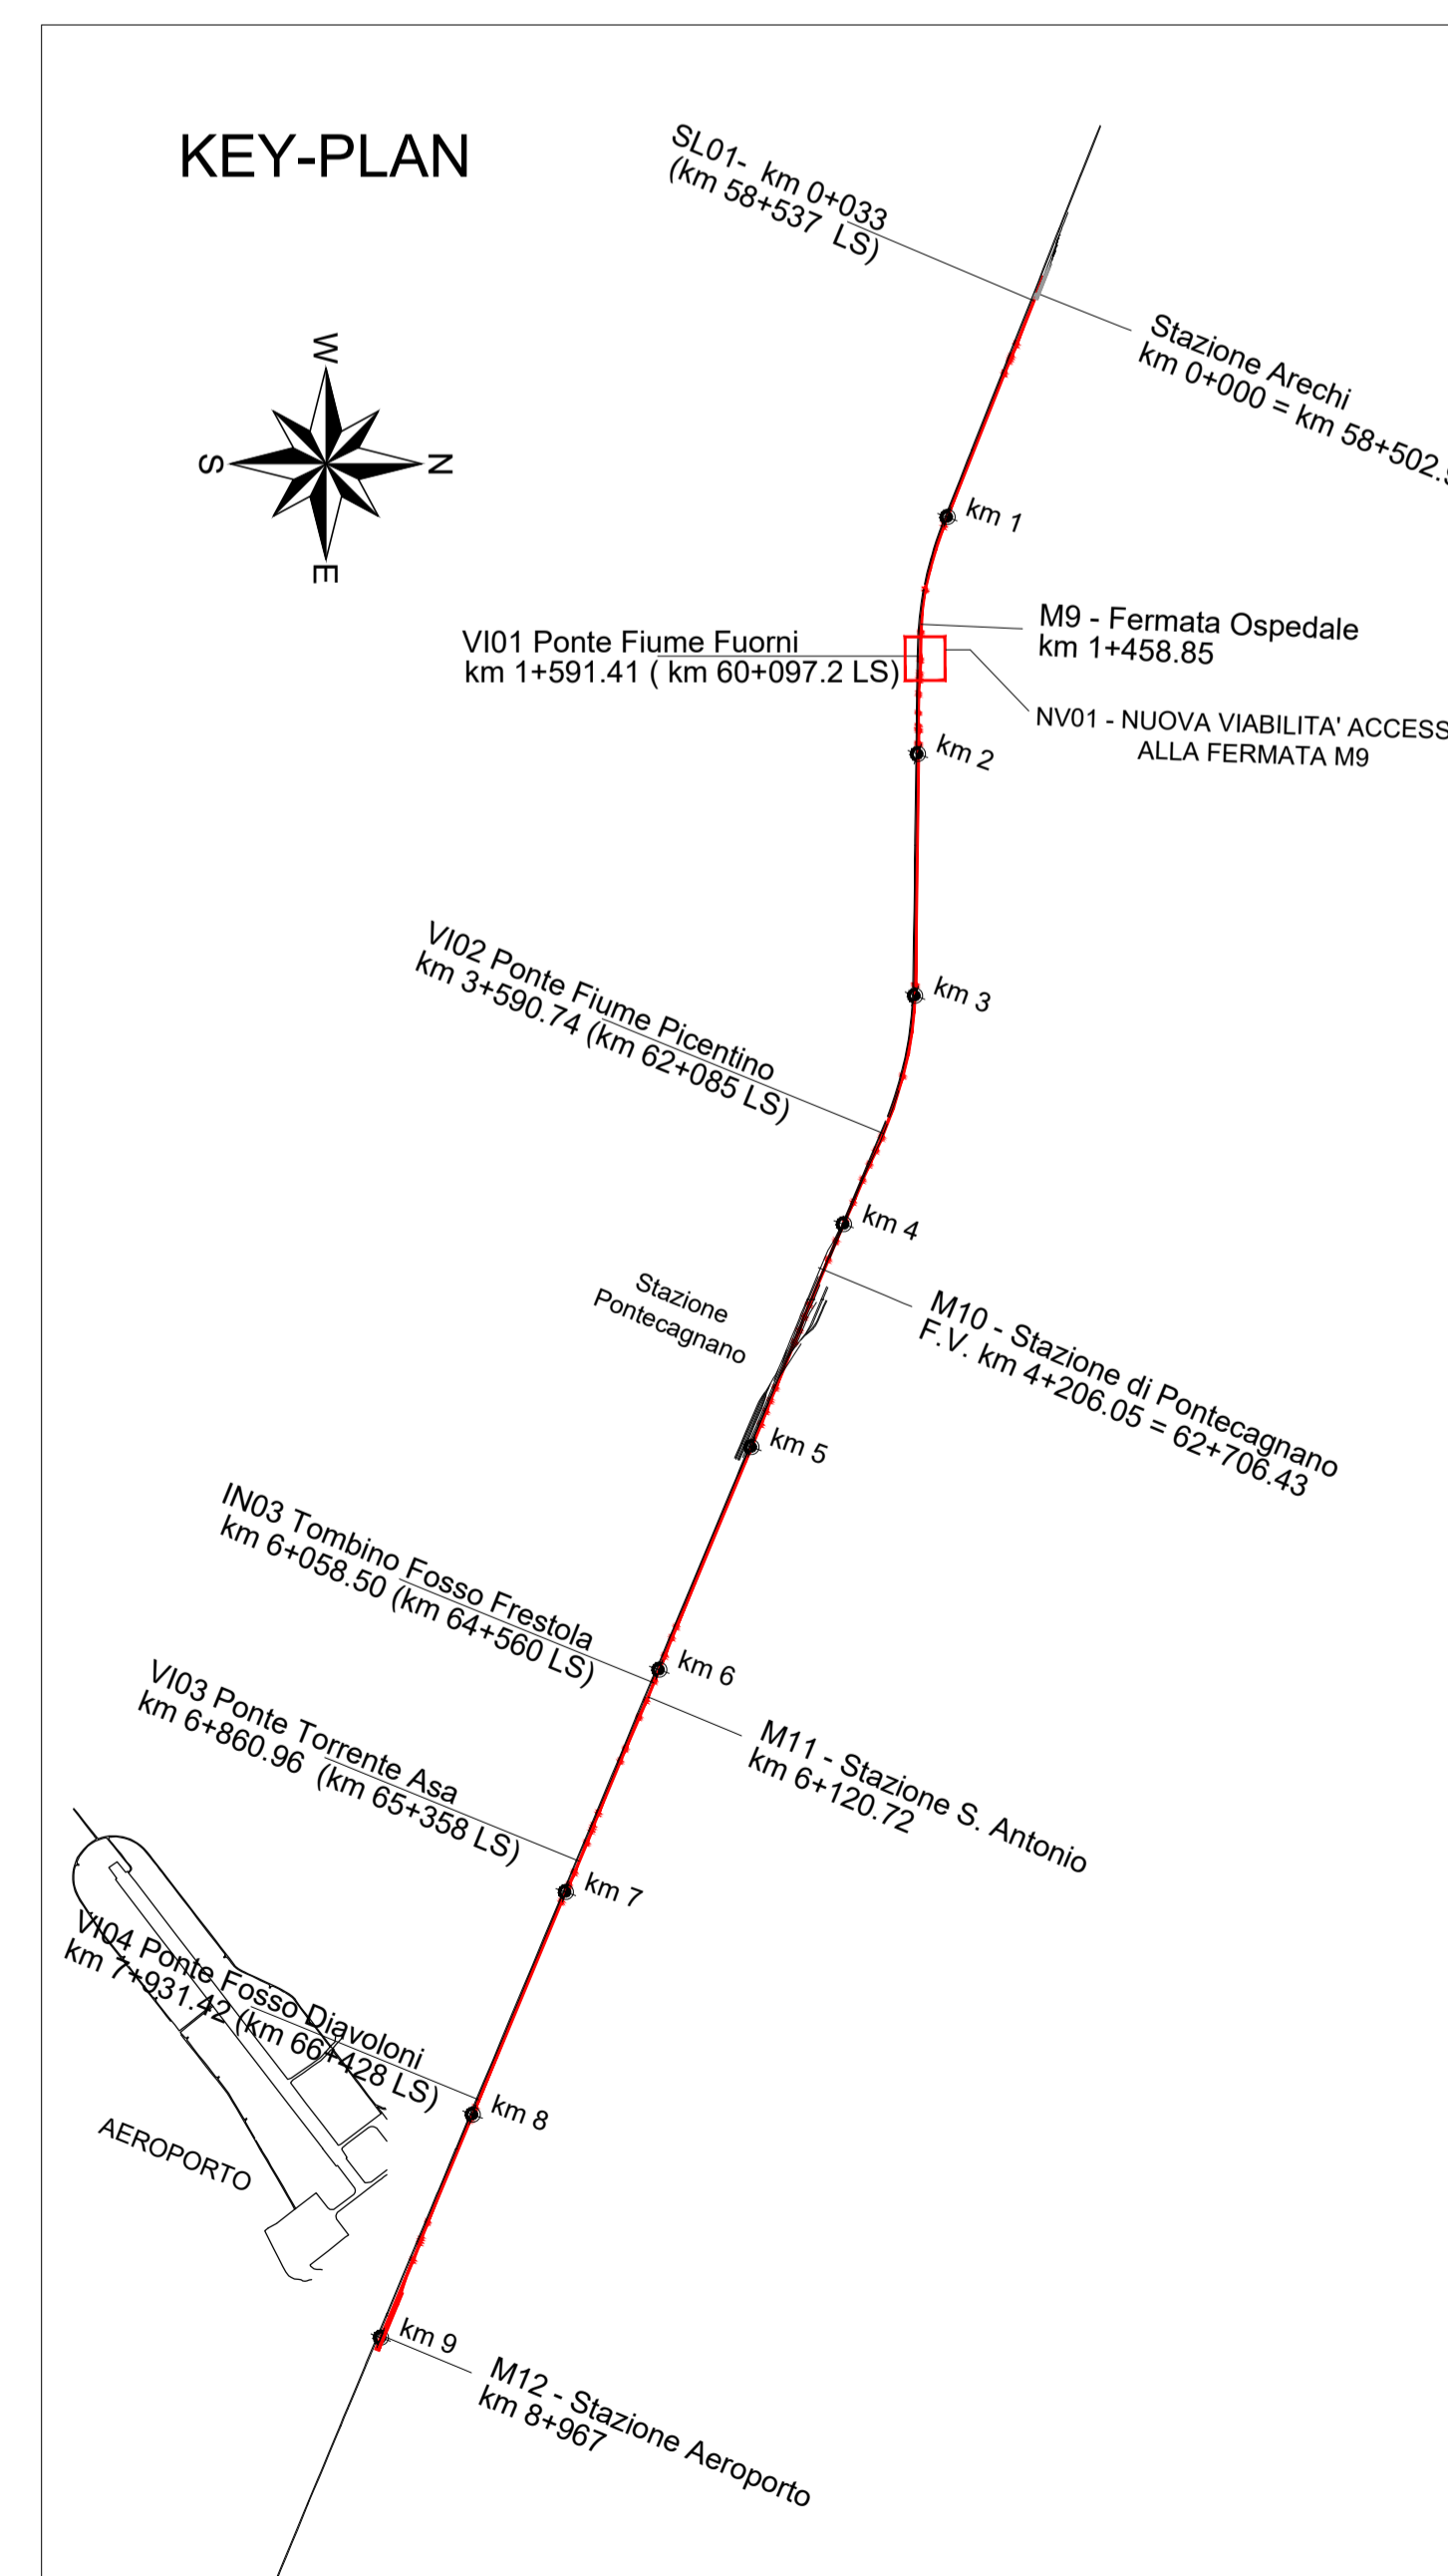 KEY-PLAN
SL01- km 0+033
(km 58+537 LS)
Stazione Arechi
km 0+000 = km 58+502.
W
S
N
E
km 1
M9 - Fermata Ospedale
km 1+458.85
VI01 Ponte Fiume Fuorni
km 1+591.41 ( km 60+097.2 LS)
NV01 - NUOVA VIABILITA' ACCESS
ALLA FERMATA M9
km 2
VI02 Ponte Fiume Picentino
km 3+590.74 (km 62+085 LS)
km 3
km 4
Stazione
Pontecagnano
M10 - Stazione di Pontecagnano
F.V. km 4+206.05 = 62+706.43
km 5
IN03 Tombino Fosso Frestola
km 6+058.50 (km 64+560 LS)
km 6
VI03 Ponte Torrente Asa
km 6+860.96 (km 65+358 LS)
M11 - Stazione S. Antonio
km 6+120.72
km 7
VI04 Ponte Fosso Diavoloni
km 7+931.42 (km 66+428 LS)
km 8
AEROPORTO
km 9
M12 - Stazione Aeroporto
km 8+967